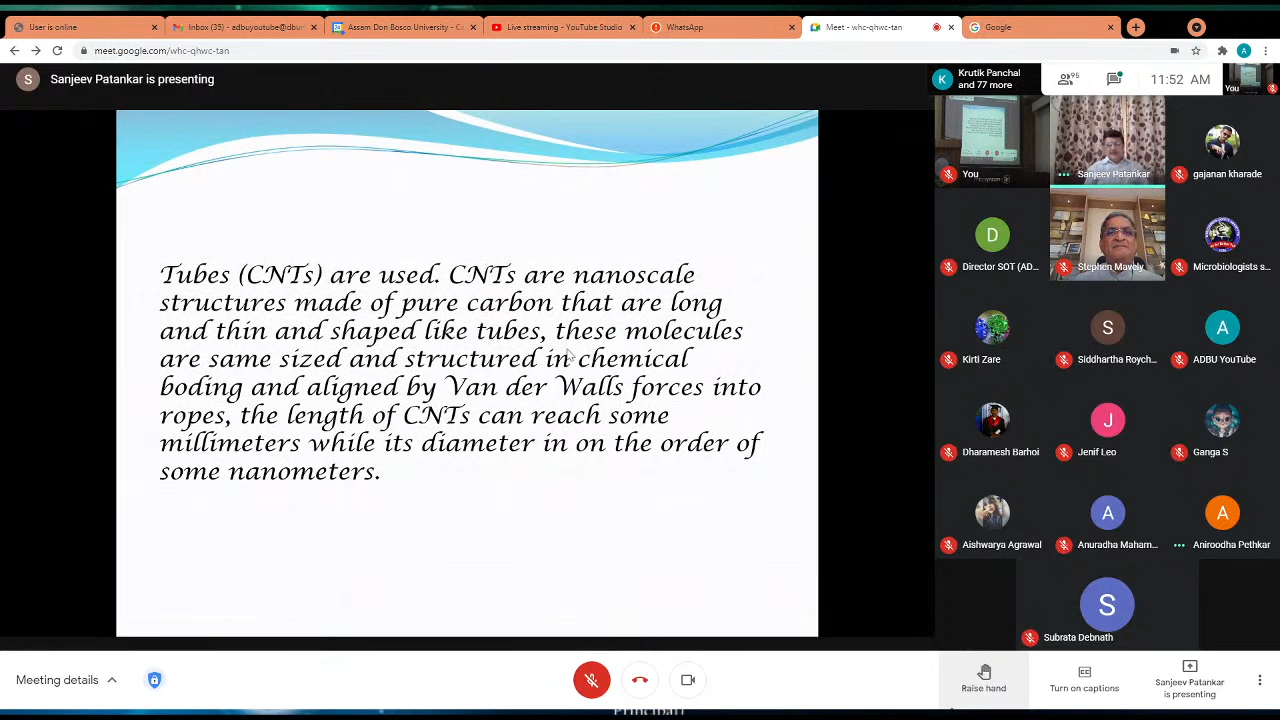 User is online
Inbox (35) - adbuyoutube@dbu
Assam Don Bosco University - Ca
Live streaming - YouTube Studio
WhatsApp
Meet - whc-qhwc-tan
Google
meet.google.com/whc-qhwc-tan
S
Sanjeev Patankar is presenting
K
Krutik Panchal
and 77 more
95
11:52 AM
You
A
Tubes (CNTs) are used. CNTs are nanoscale
structures made of pure carbon that are long
and thin and shaped like tubes, these molecules
are same sized and structured in chemical
boding and aligned by Van der Walls forces into
ropes, the length of CNTs can reach some
millimeters while its diameter in on the order of
some nanometers.
You
Sanjeev Patankar
gajanan kharade
D
Director SOT (AD...
Stephen Mavely
Microbiologists s...
Kirti Zare
S
Siddhartha Roych...
A
ADBU YouTube
Dharamesh Barhoi
J
Jenif Leo
Ganga S
Aishwarya Agrawal
A
Anuradha Maham...
A
Aniroodha Pethkar
S
Subrata Debnath
Meeting details
Raise hand
Turn on captions
Sanjeev Patankar
is presenting